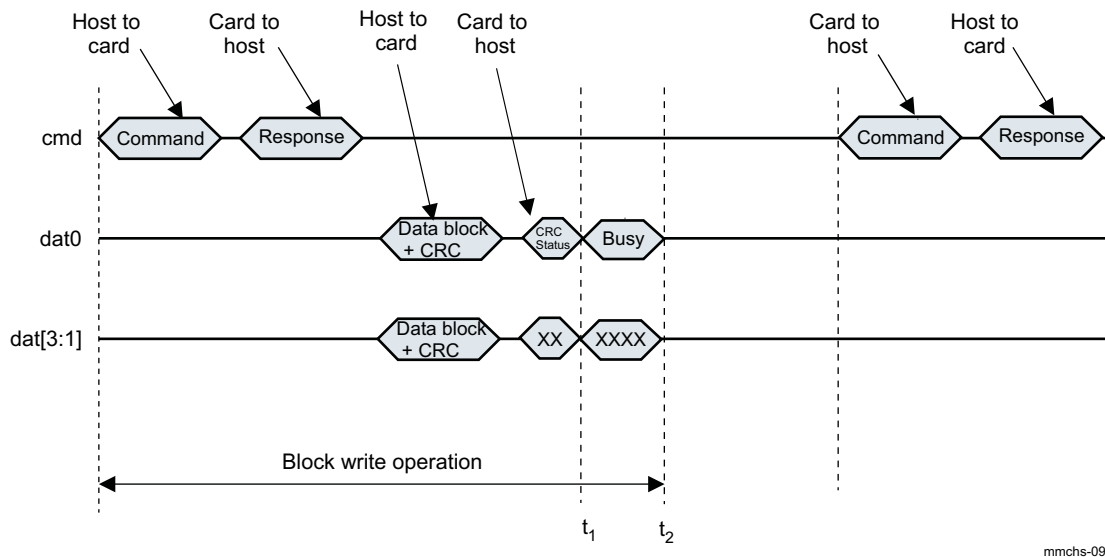 Host to
card
Card to
host
Host to
card
Card to
host
Card to
host
Host to
card
cmd
Command
Response
Command
Response
dat0
Data block
+ CRC
CRC
Status
Busy
dat[3:1]
Data block
+ CRC
XX
XXXX
Block write operation
t1
t2
mmchs-09